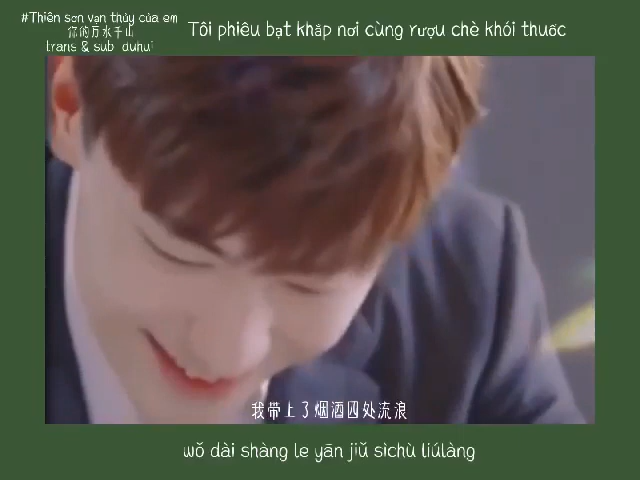 #Thiên sơn vạn thủy của em
你的万水千山
trans & sub duhui
Tôi phiêu bạt khắp nơi cùng rượu chè khói thuốc
我带上了烟酒四处流浪
wǒ dài shàng le yān jiǔ sìchù liúlàng